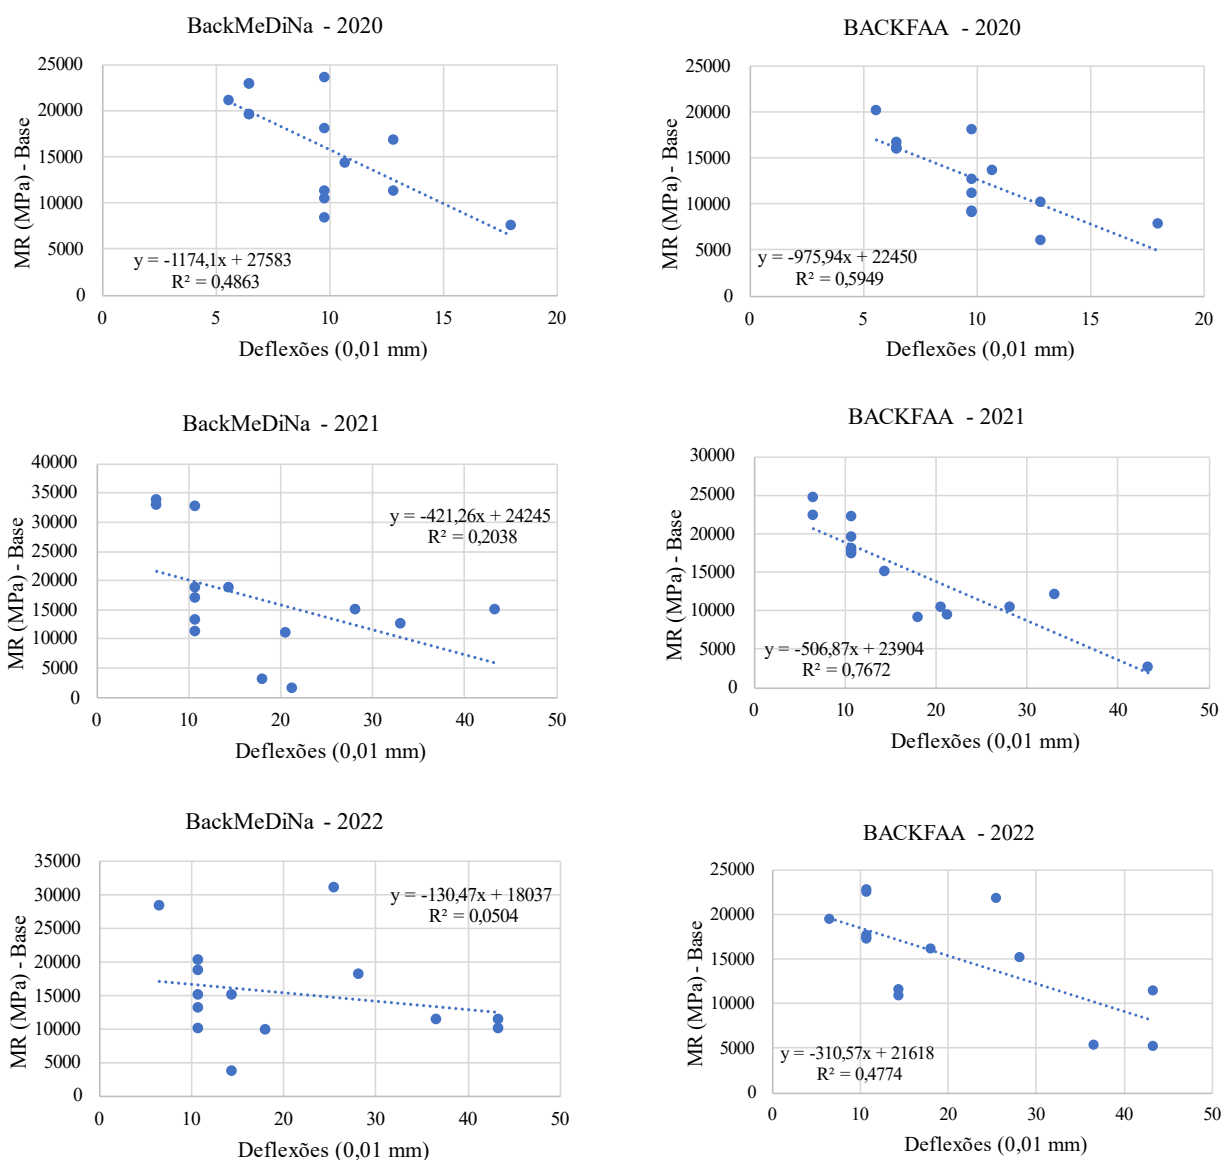 BackMeDiNa - 2020
MR (MPa) - Base
25000
20000
15000
10000
5000
0
y = -1174,1x + 27583
R² = 0,4863
0 5 10 15 20
Deflexões (0,01 mm)
BACKFAA - 2020
MR (MPa) - Base
25000
20000
15000
10000
5000
0
y = -975,94x + 22450
R² = 0,5949
0 5 10 15 20
Deflexões (0,01 mm)
BackMeDiNa - 2021
MR (MPa) - Base
40000
35000
30000
25000
20000
15000
10000
5000
0
y = -421,26x + 24245
R² = 0,2038
0 10 20 30 40 50
Deflexões (0,01 mm)
BACKFAA - 2021
MR (MPa) - Base
30000
25000
20000
15000
10000
5000
0
y = -506,87x + 23904
R² = 0,7672
0 10 20 30 40 50
Deflexões (0,01 mm)
BackMeDiNa - 2022
MR (MPa) - Base
35000
30000
25000
20000
15000
10000
5000
0
y = -130,47x + 18037
R² = 0,0504
0 10 20 30 40 50
Deflexões (0,01 mm)
BACKFAA - 2022
MR (MPa) - Base
25000
20000
15000
10000
5000
0
y = -310,57x + 21618
R² = 0,4774
0 10 20 30 40 50
Deflexões (0,01 mm)